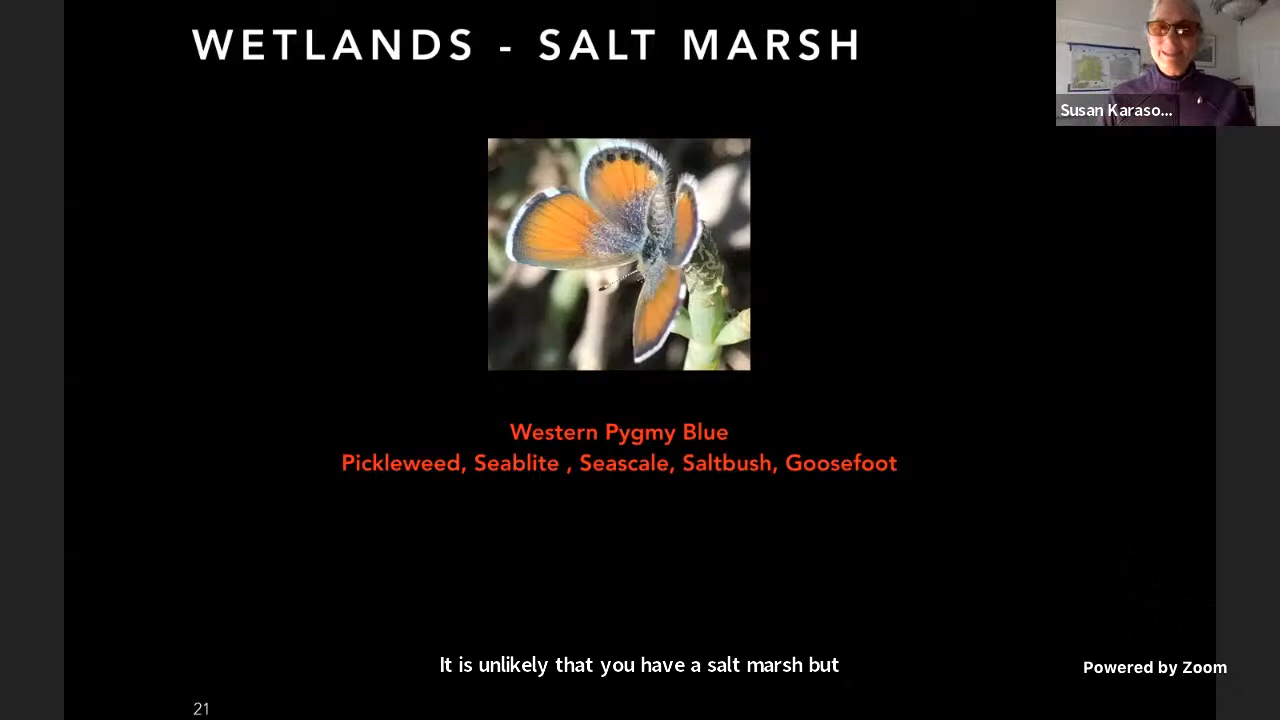 WETLANDS - SALT MARSH
Susan Karaso...
Western Pygmy Blue
Pickleweed, Seablite , Seascale, Saltbush, Goosefoot
It is unlikely that you have a salt marsh but
Powered by Zoom
21